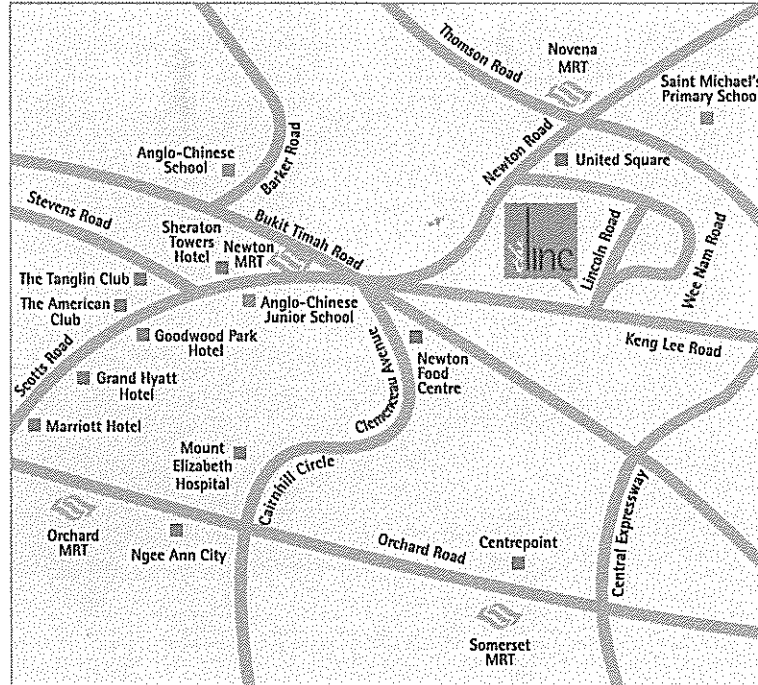 Thomson Road
Novena
MRT
Saint Michael's
Primary School
Anglo-Chinese
School
Barker Road
Newton Road
United Square
Stevens Road
Sheraton
Towers
Hotel
Newton
MRT
Bukit Timah Road
line
Lincoln Road
Wee Nam Road
The Tanglin Club
The American
Club
Anglo-Chinese
Junior School
Goodwood Park
Hotel
Scotts Road
Grand Hyatt
Hotel
Clemenceau Avenue
Newton
Food
Centre
Keng Lee Road
Marriott Hotel
Mount
Elizabeth
Hospital
Cairnhill Circle
Orchard
MRT
Ngee Ann City
Orchard Road
Centrepoint
Central Expressway
Somerset
MRT